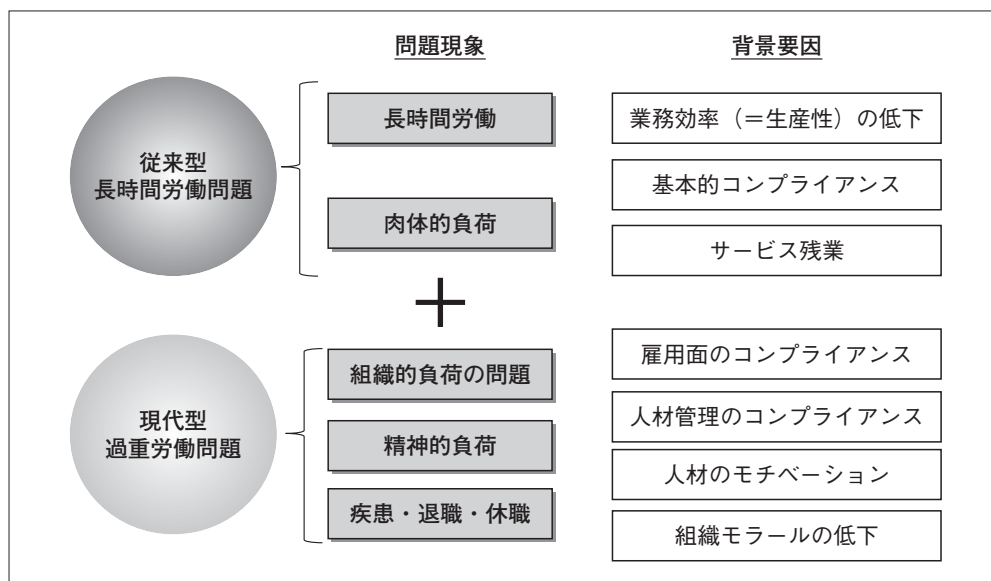 問題現象
背景要因
従来型
長時間労働問題
長時間労働
肉体的負荷
業務効率（＝生産性）の低下
基本的コンプライアンス
サービス残業
＋
現代型
過重労働問題
組織的負荷の問題
精神的負荷
疾患・退職・休職
雇用面のコンプライアンス
人材管理のコンプライアンス
人材のモチベーション
組織モラールの低下